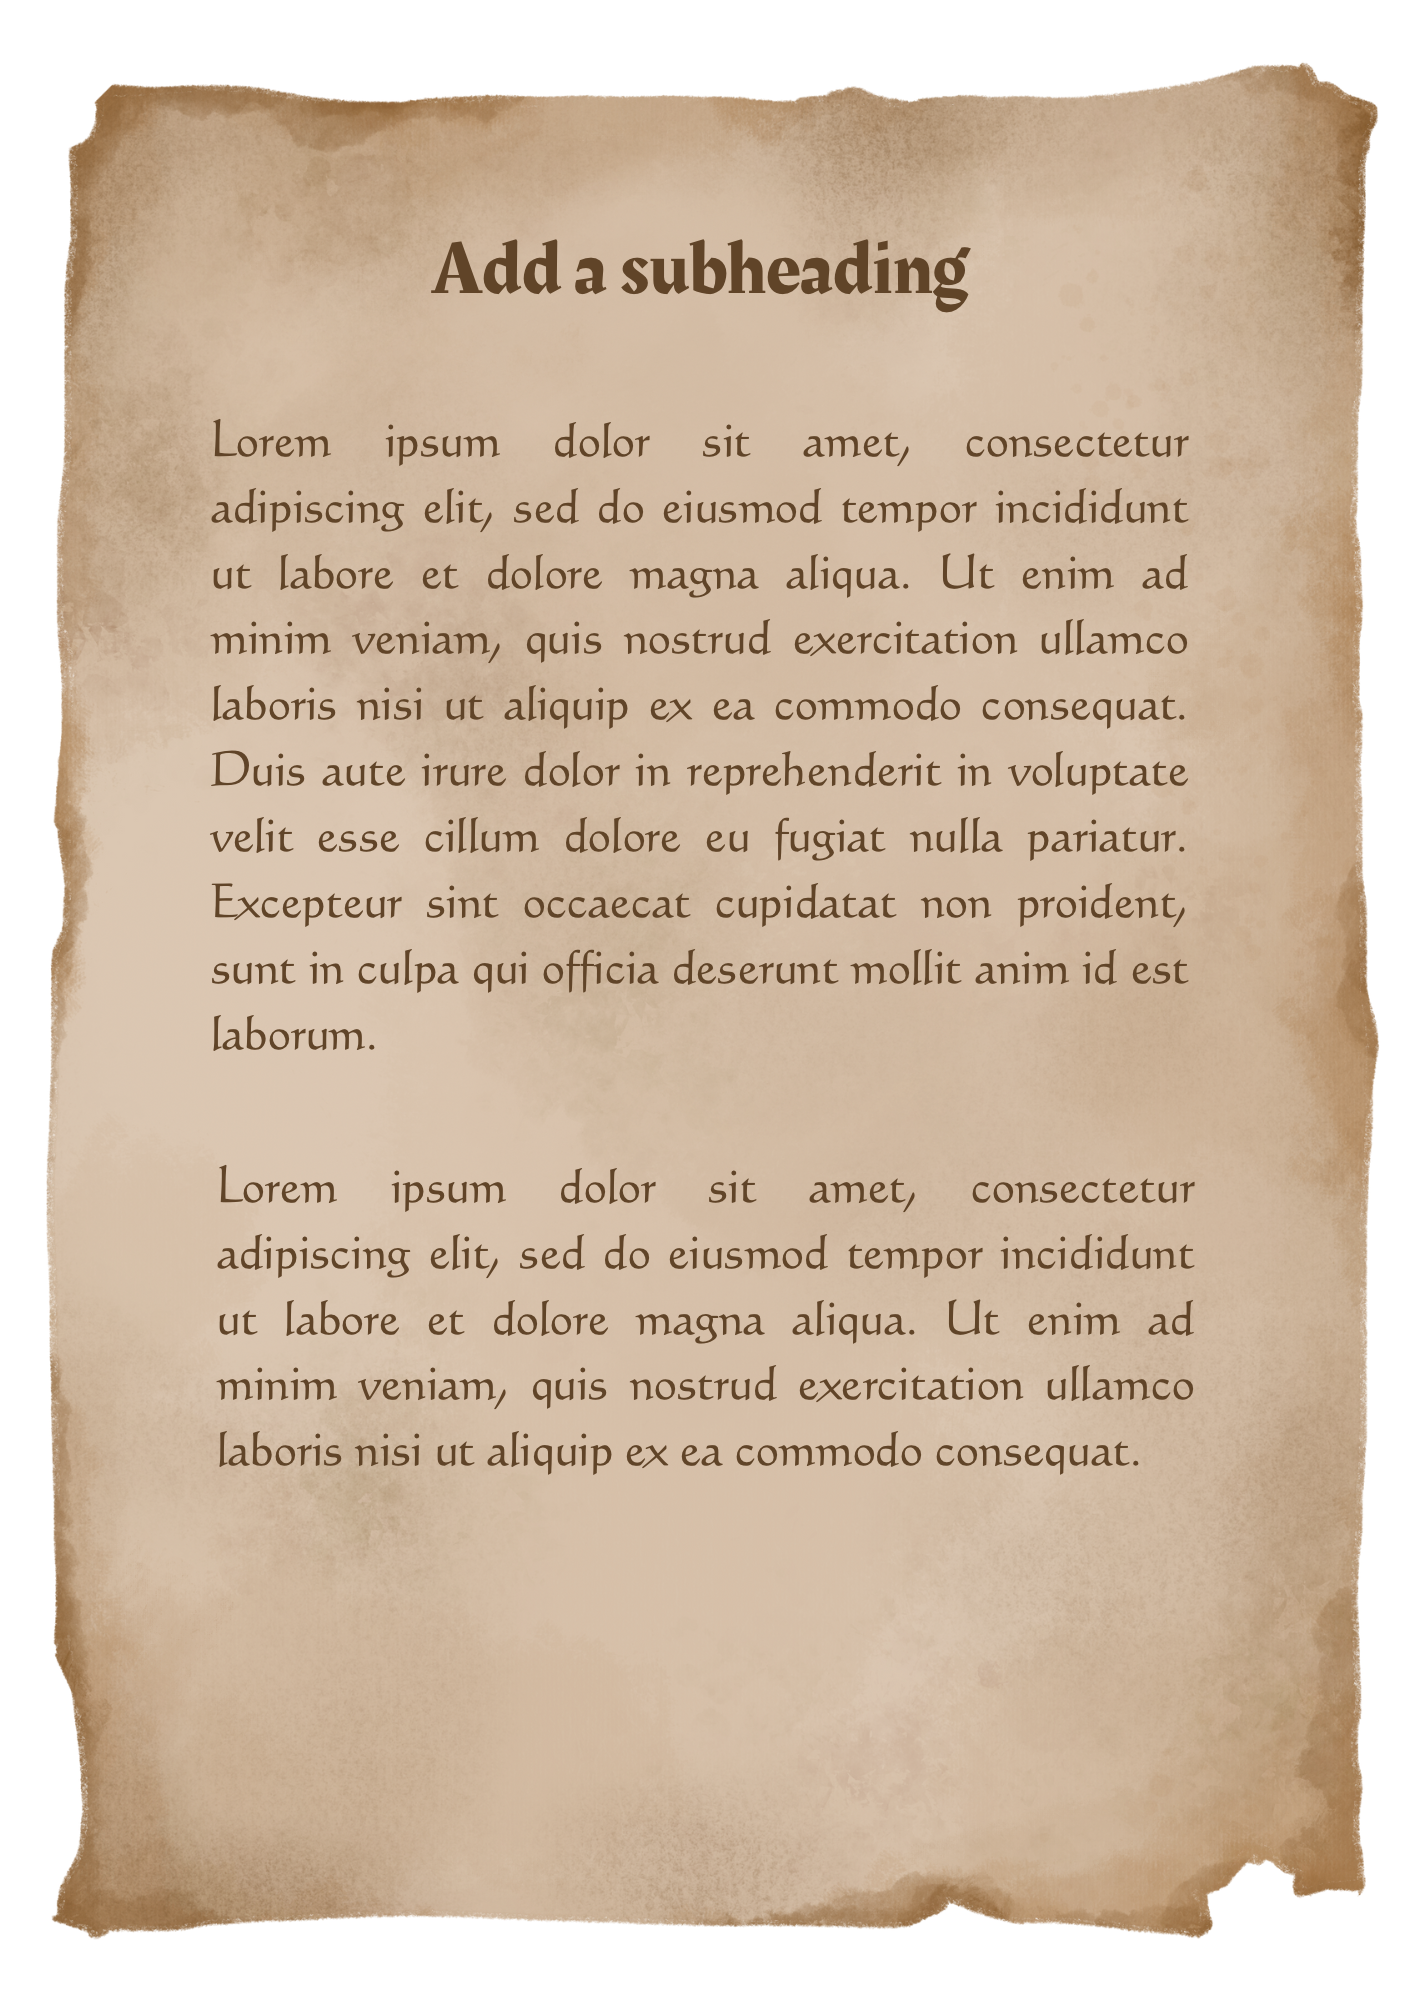 Add a subheading
Lorem ipsum dolor sit amet, consectetur
adipiscing elit, sed do eiusmod tempor incididunt
ut labore et dolore magna aliqua. Ut enim ad
minim veniam, quis nostrud exercitation ullamco
laboris nisi ut aliquip ex ea commodo consequat.
Duis aute irure dolor in reprehenderit in voluptate
velit esse cillum dolore eu fugiat nulla pariatur.
Excepteur sint occaecat cupidatat non proident,
sunt in culpa qui officia deserunt mollit anim id est
laborum.
Lorem ipsum dolor sit amet, consectetur
adipiscing elit, sed do eiusmod tempor incididunt
ut labore et dolore magna aliqua. Ut enim ad
minim veniam, quis nostrud exercitation ullamco
laboris nisi ut aliquip ex ea commodo consequat.